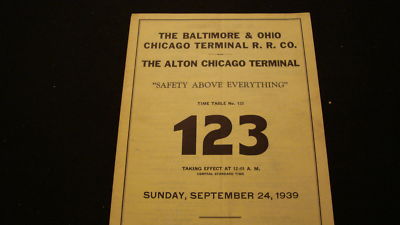 THE BALTIMORE & OHIO
CHICAGO TERMINAL R. R. CO.
THE ALTON CHICAGO TERMINAL
"SAFETY ABOVE EVERYTHING"
TIME TABLE No. 123
123
TAKING EFFECT AT 12:01 A. M.
CENTRAL STANDARD TIME
SUNDAY, SEPTEMBER 24, 1939